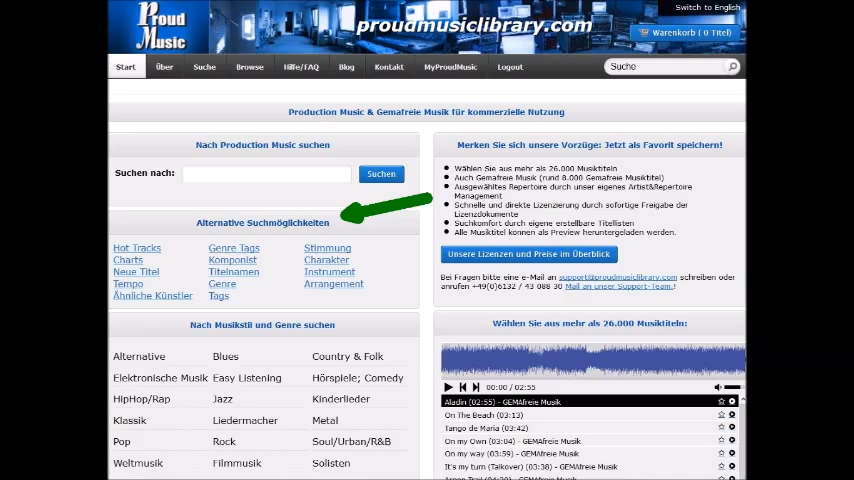 Proud
Music
proudmusiclibrary.com
Switch to English
Warenkorb ( 0 Titel)
Start Über Suche Browse Hilfe/FAQ Blog Kontakt MyProudMusic Logout
Suche
Production Music & Gemafreie Musik für kommerzielle Nutzung
Nach Production Music suchen
Suchen nach: Suchen
Alternative Suchmöglichkeiten
Hot Tracks Genre Tags Stimmung
Charts Komponist Charakter
Neue Titel Titelnamen Instrument
Tempo Genre Arrangement
Ähnliche Künstler Tags
Nach Musikstil und Genre suchen
Alternative Blues Country & Folk
Elektronische Musik Easy Listening Hörspiele; Comedy
HipHop/Rap Jazz Kinderlieder
Klassik Liedermacher Metal
Pop Rock Soul/Urban/R&B
Weltmusik Filmmusik Solisten
Merken Sie sich unsere Vorzüge: Jetzt als Favorit speichern!
Wählen Sie aus mehr als 26.000 Musiktiteln
Auch Gemafreie Musik (rund 8.000 Gemafreie Musiktitel)
Ausgewähltes Repertoire durch unser eigenes Artist&Repertoire
Management
Schnelle und direkte Lizenzierung durch sofortige Freigabe der
Lizenzdokumente
Suchkomfort durch eigene erstellbare Titellisten
Alle Musiktitel können als Preview heruntergeladen werden.
Unsere Lizenzen und Preise im Überblick
Bei Fragen bitte eine e-Mail an support@proudmusiclibrary.com schreiben oder
anrufen +49(0)6132 / 43 088 30 Mail an unser Support-Team.!
Wählen Sie aus mehr als 26.000 Musiktiteln:
00:00 / 02:55
Aladin (02:55) - GEMAfreie Musik
On The Beach (03:13)
Tango de Maria (03:42)
On my Own (03:04) - GEMAfreie Musik
On my way (03:59) - GEMAfreie Musik
It's my turn (Talkover) (03:38) - GEMAfreie Musik